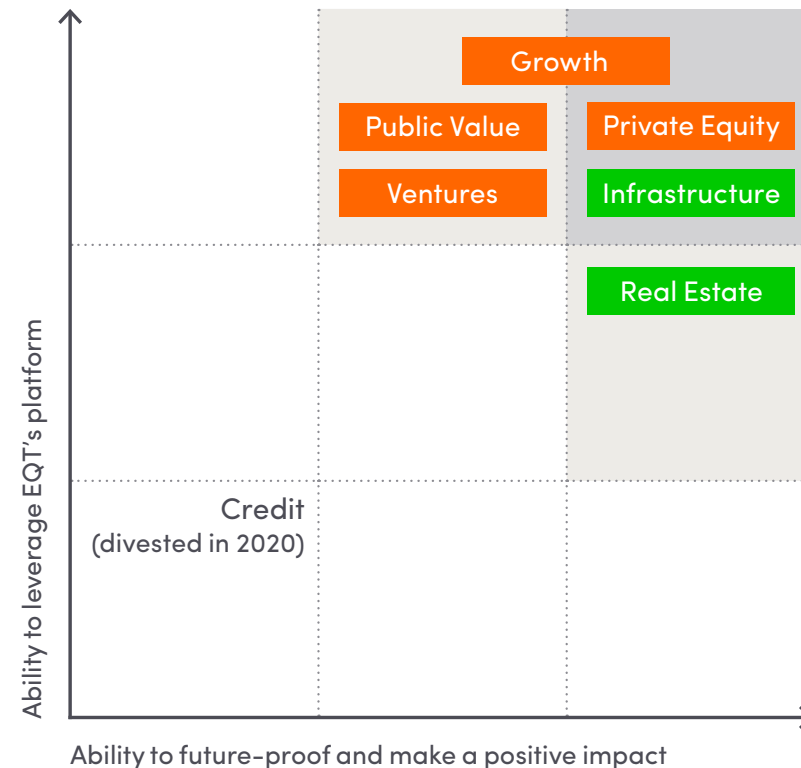 Growth
Public Value
Private Equity
Ventures
Infrastructure
Real Estate
Ability to leverage EQT's platform
Credit
(divested in 2020)
Ability to future-proof and make a positive impact